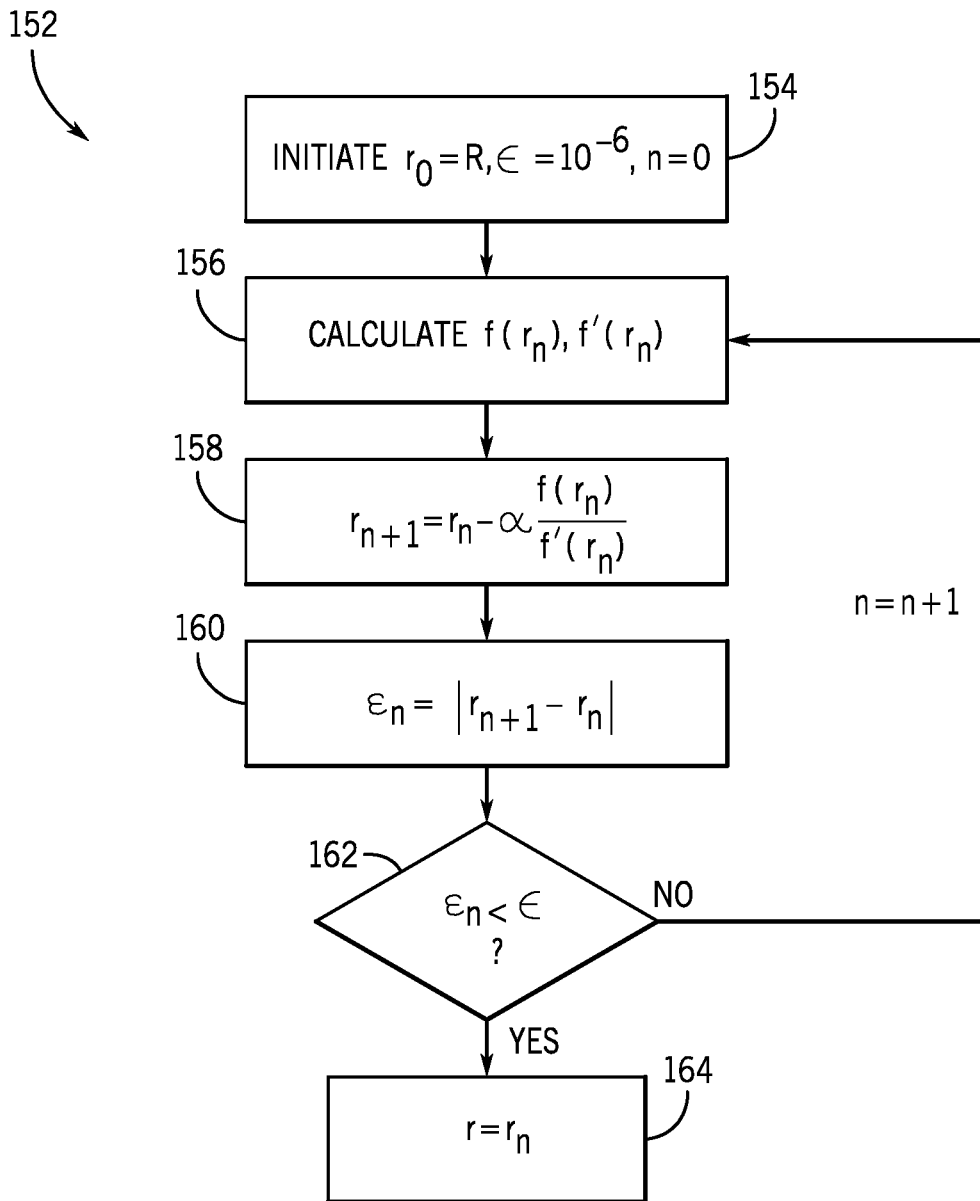 152
154
INITIATE r₀=R,∈=10⁻⁶, n=0
156
CALCULATE f(rₙ),f'(rₙ)
158
rₙ₊₁=rₙ-∝ f(rₙ)/f'(rₙ)
n=n+1
160
εₙ= |rₙ₊₁- rₙ|
162
εₙ< ∈
?
NO
YES
164
r=rₙ